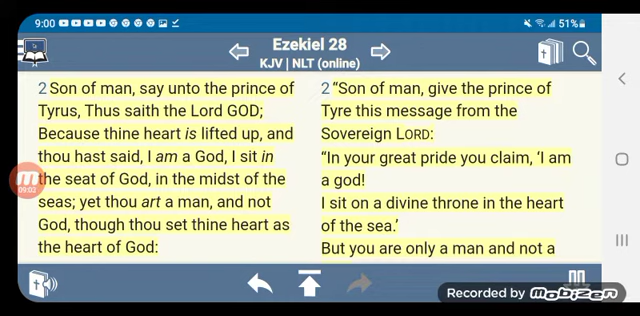 9:00
51%
Ezekiel 28
KJV | NLT (online)
2 Son of man, say unto the prince of
Tyrus, Thus saith the Lord GOD;
Because thine heart is lifted up, and
thou hast said, I am a God, I sit in
the seat of God, in the midst of the
seas; yet thou art a man, and not
God, though thou set thine heart as
the heart of God:
2 “Son of man, give the prince of
Tyre this message from the
Sovereign LORD:
“In your great pride you claim, ‘I am
a god!
I sit on a divine throne in the heart
of the sea.’
But you are only a man and not a
09:02
Recorded by Mobizen